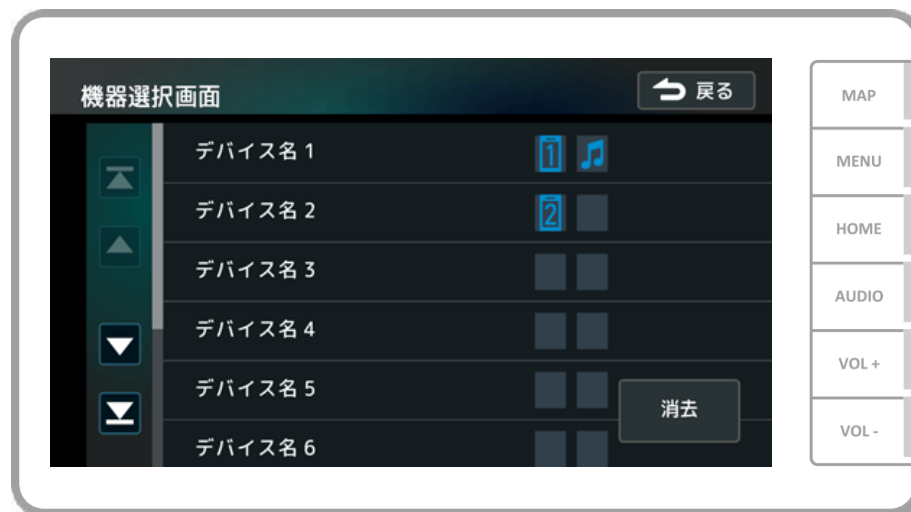 機器選択画面
戻る
デバイス名 1
1
デバイス名 2
2
デバイス名 3
デバイス名 4
デバイス名 5
消去
デバイス名 6
MAP
MENU
HOME
AUDIO
VOL +
VOL -